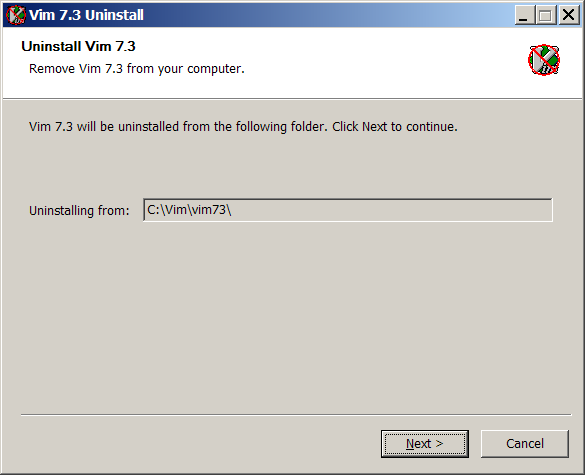 Vim 7.3 Uninstall
Uninstall Vim 7.3
Remove Vim 7.3 from your computer.
Vim 7.3 will be uninstalled from the following folder. Click Next to continue.
Uninstalling from: C:\Vim\vim73\
Next > Cancel